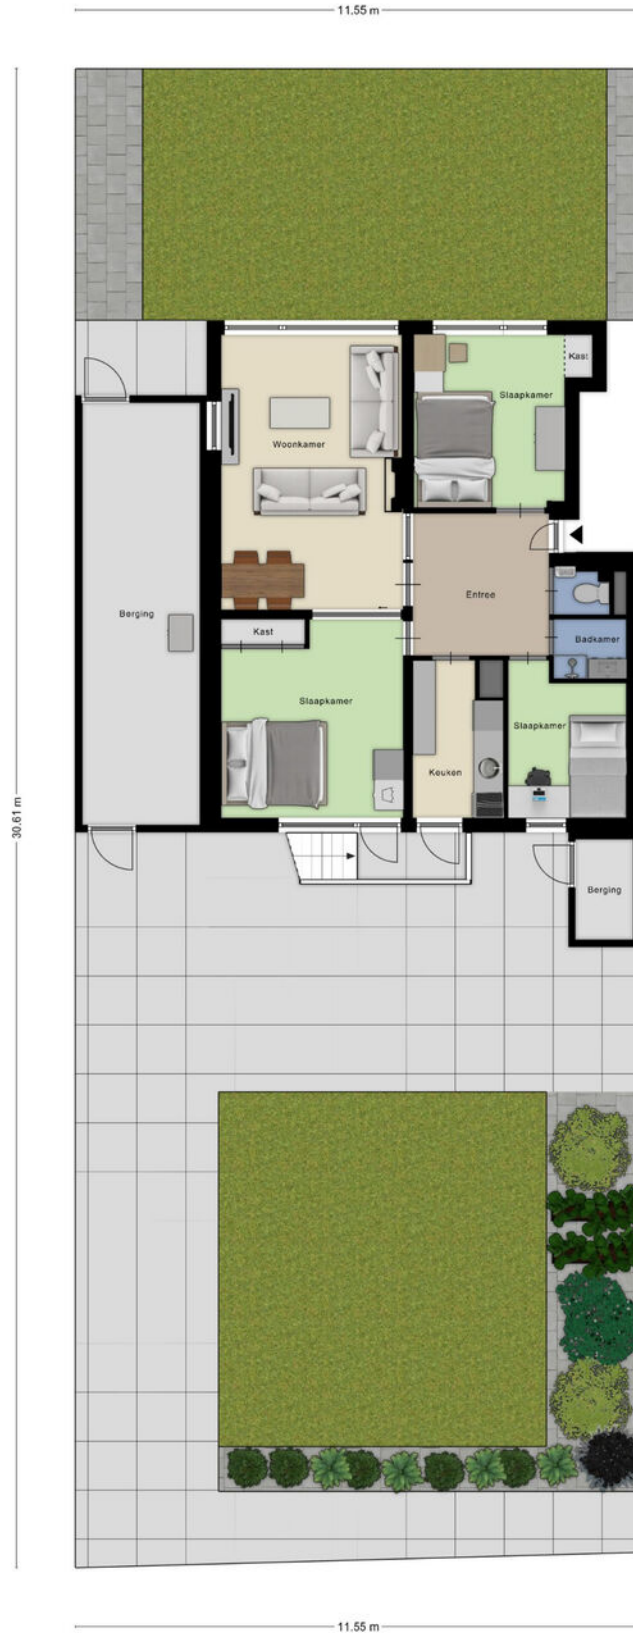 11.55 m
Kast
Slaapkamer
Woonkamer
Entree
Berging
Kast
Badkamer
Slaapkamer
Slaapkamer
Keuken
30.61 m
Berging
11.55 m